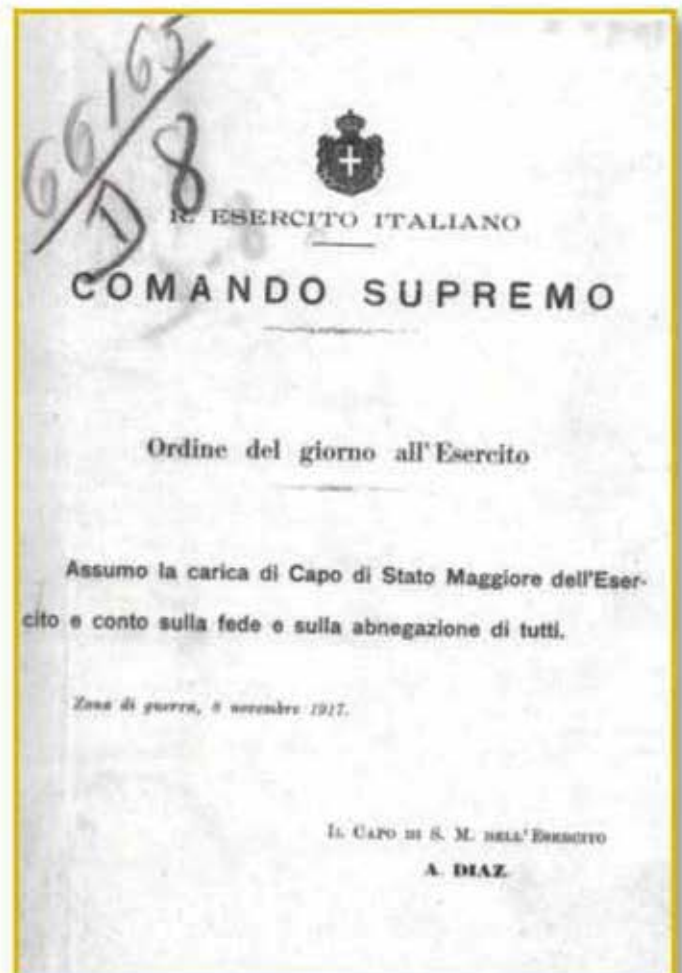 66165
D 8
R. ESERCITO ITALIANO
COMANDO SUPREMO
Ordine del giorno all'Esercito
Assumo la carica di Capo di Stato Maggiore dell'Eser-
cito e conto sulla fede e sulla abnegazione di tutti.
Zona di guerra, novembre 1917.
IL CAPO DI S. M. DELL'ESERCITO
A. DIAZ